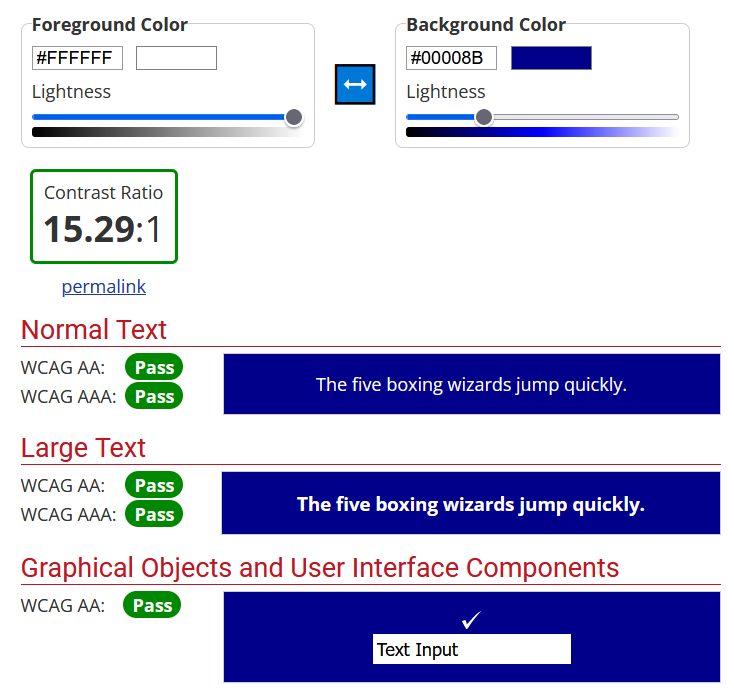 Foreground Color
#FFFFFF
Lightness
Background Color
#00008B
Lightness
Contrast Ratio
15.29:1
permalink
Normal Text
WCAG AA: Pass
WCAG AAA: Pass
The five boxing wizards jump quickly.
Large Text
WCAG AA: Pass
WCAG AAA: Pass
The five boxing wizards jump quickly.
Graphical Objects and User Interface Components
WCAG AA: Pass
✓
Text Input